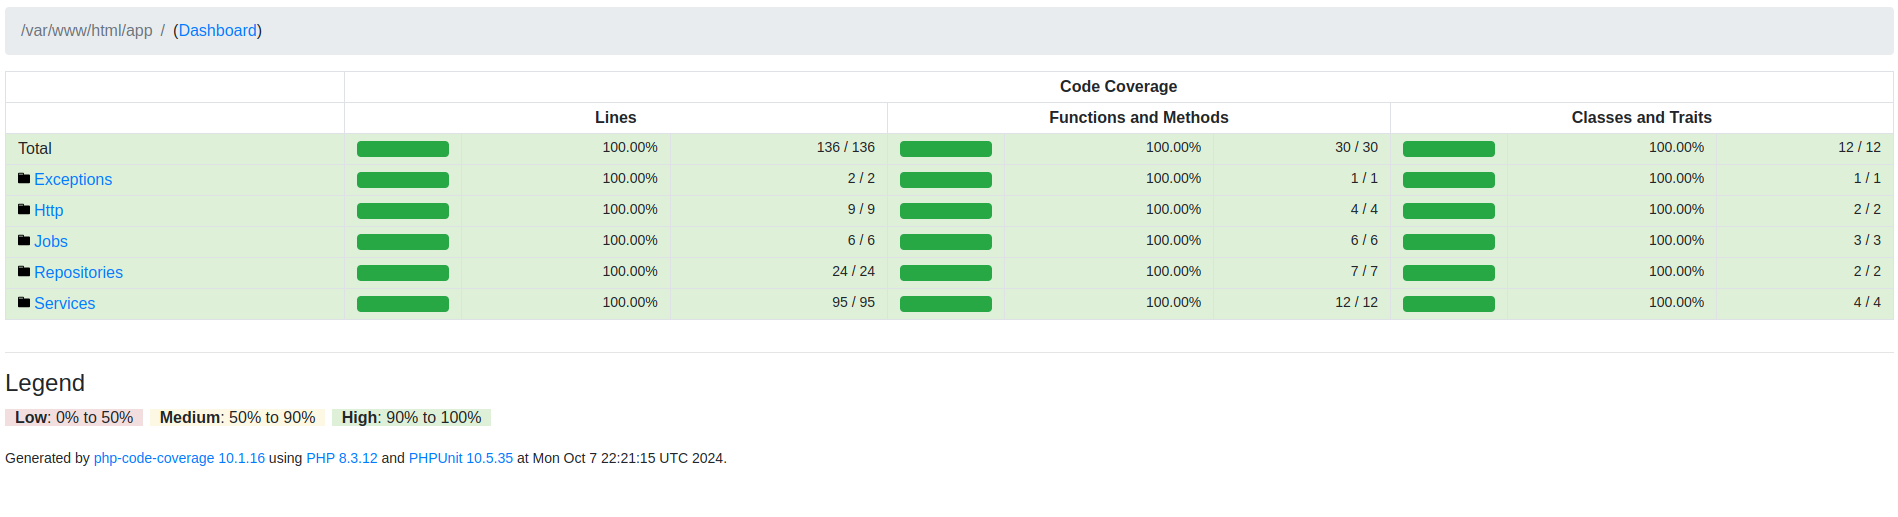 /var/www/html/app / (Dashboard)
Code Coverage
Lines Functions and Methods Classes and Traits
Total 100.00% 136 / 136 100.00% 30 / 30 100.00% 12 / 12
Exceptions 100.00% 2 / 2 100.00% 1 / 1 100.00% 1 / 1
Http 100.00% 9 / 9 100.00% 4 / 4 100.00% 2 / 2
Jobs 100.00% 6 / 6 100.00% 6 / 6 100.00% 3 / 3
Repositories 100.00% 24 / 24 100.00% 7 / 7 100.00% 2 / 2
Services 100.00% 95 / 95 100.00% 12 / 12 100.00% 4 / 4
Legend
Low: 0% to 50% Medium: 50% to 90% High: 90% to 100%
Generated by php-code-coverage 10.1.16 using PHP 8.3.12 and PHPUnit 10.5.35 at Mon Oct 7 22:21:15 UTC 2024.